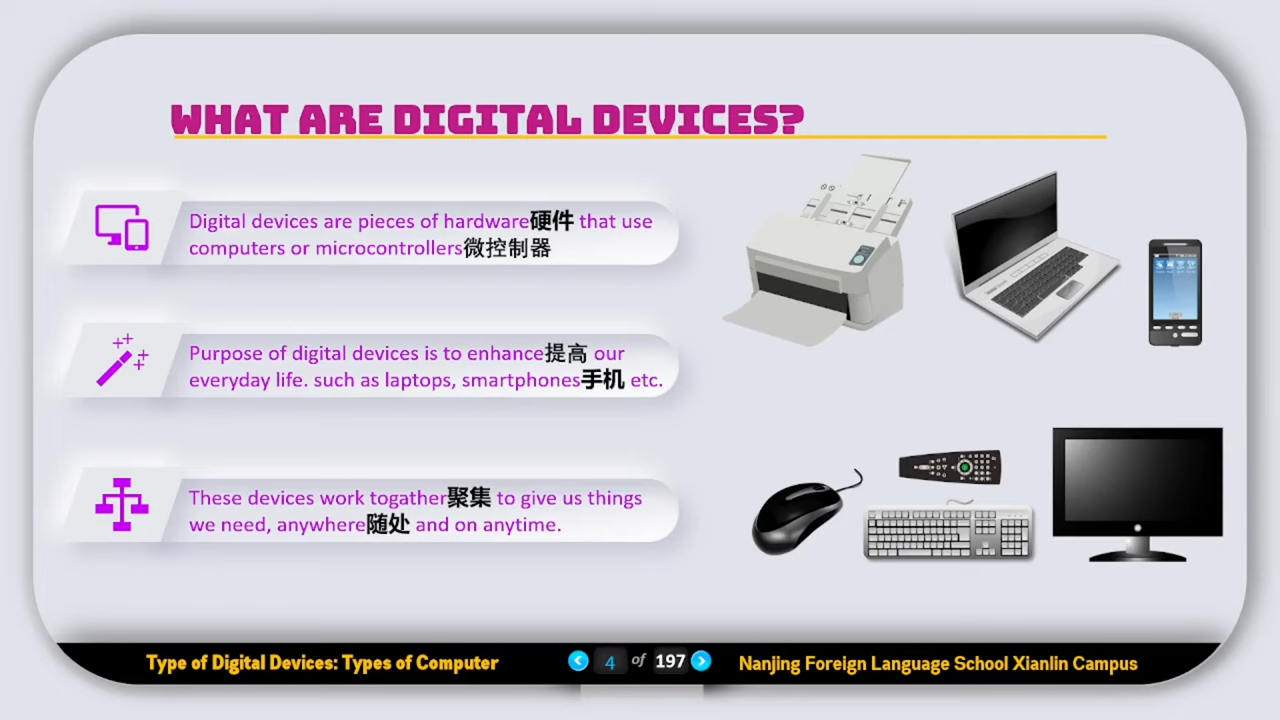 WHAT ARE DIGITAL DEVICES?
Digital devices are pieces of hardware硬件 that use
computers or microcontrollers微控制器
Purpose of digital devices is to enhance提高 our
everyday life. such as laptops, smartphones手机 etc.
These devices work togather聚集 to give us things
we need, anywhere随处 and on anytime.
Type of Digital Devices: Types of Computer
4 of 197
Nanjing Foreign Language School Xianlin Campus